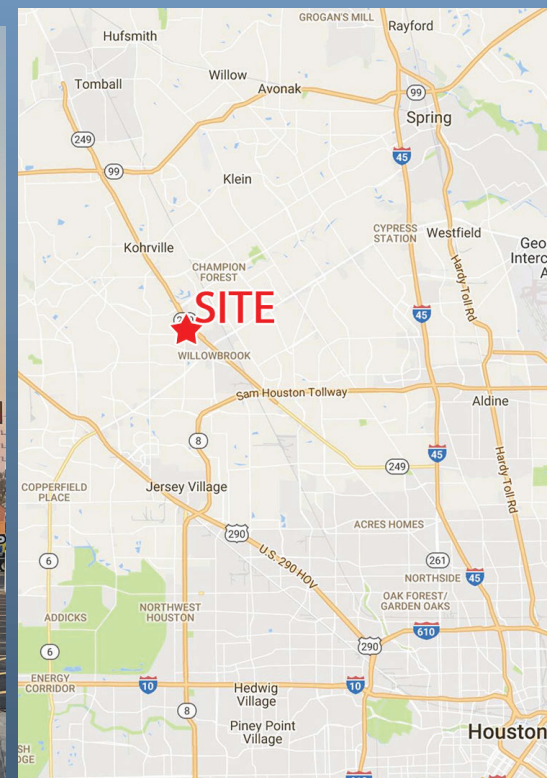 GROGAN'S MILL
Rayford
Hufsmith
Willow
Tomball
Avonak
99
Spring
249
45
99
Klein
CYPRESS
STATION
Westfield
Geo
Interc
A
Kohrville
Hardy Toll Rd
CHAMPION
FOREST
SITE
45
WILLOWBROOK
Sam Houston Tollway
Aldine
8
45
249
Hardy Toll Rd
COPPERFIELD
PLACE
Jersey Village
290
ACRES HOMES
U.S. 290 HOV
6
261
NORTHSIDE
45
OAK FOREST/
GARDEN OAKS
ADDICKS
NORTHWEST
HOUSTON
610
290
6
ENERGY
CORRIDOR
10
Hedwig
Village
10
8
Piney Point
Village
Houston
SH
DGE